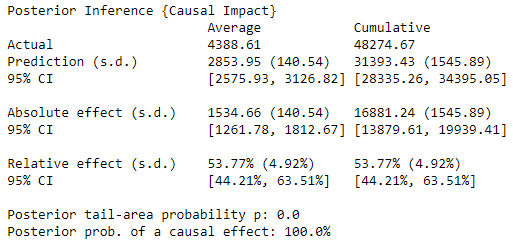 Posterior Inference {Causal Impact}
Average Cumulative
Actual 4388.61 48274.67
Prediction (s.d.) 2853.95 (140.54) 31393.43 (1545.89)
95% CI [2575.93, 3126.82] [28335.26, 34395.05]
Absolute effect (s.d.) 1534.66 (140.54) 16881.24 (1545.89)
95% CI [1261.78, 1812.67] [13879.61, 19939.41]
Relative effect (s.d.) 53.77% (4.92%) 53.77% (4.92%)
95% CI [44.21%, 63.51%] [44.21%, 63.51%]
Posterior tail-area probability p: 0.0
Posterior prob. of a causal effect: 100.0%